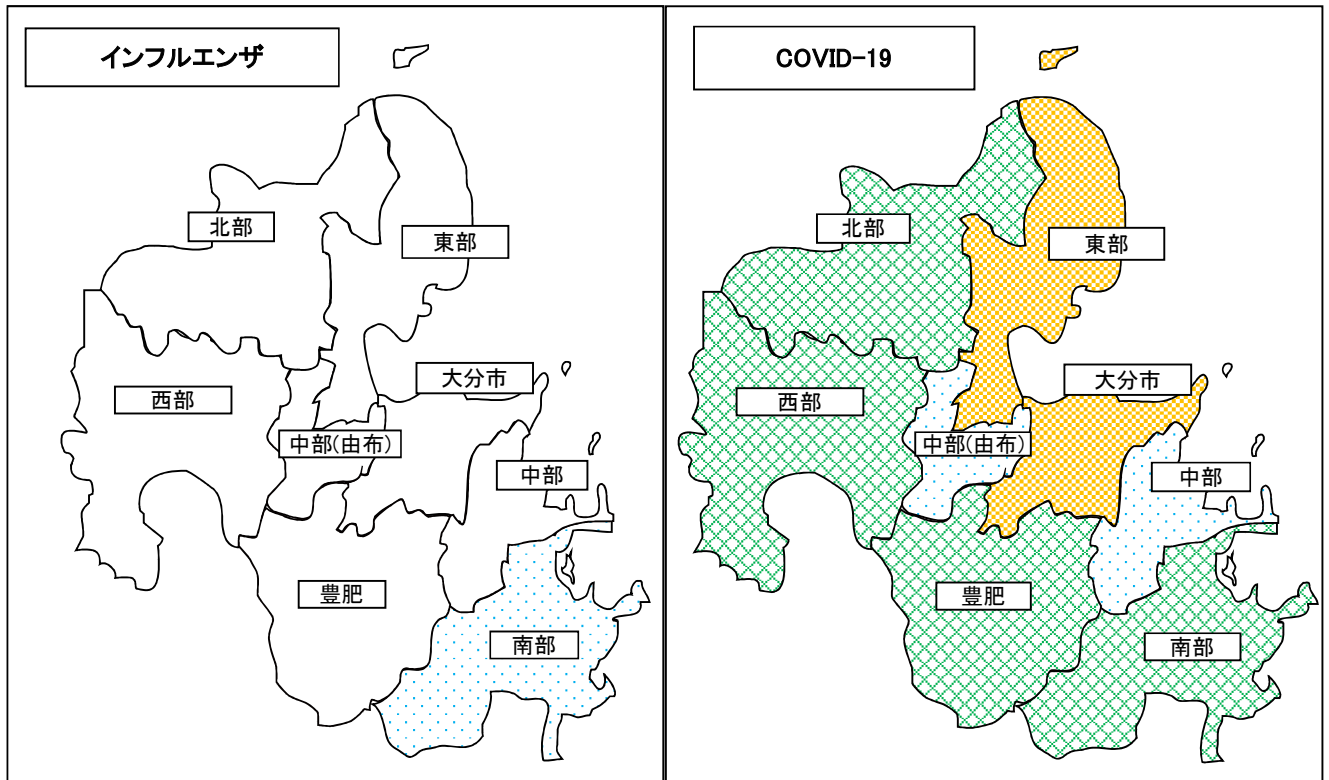 インフルエンザ
北部
東部
大分市
西部
中部(由布)
中部
豊肥
南部
COVID-19
北部
東部
大分市
西部
中部(由布)
中部
豊肥
南部